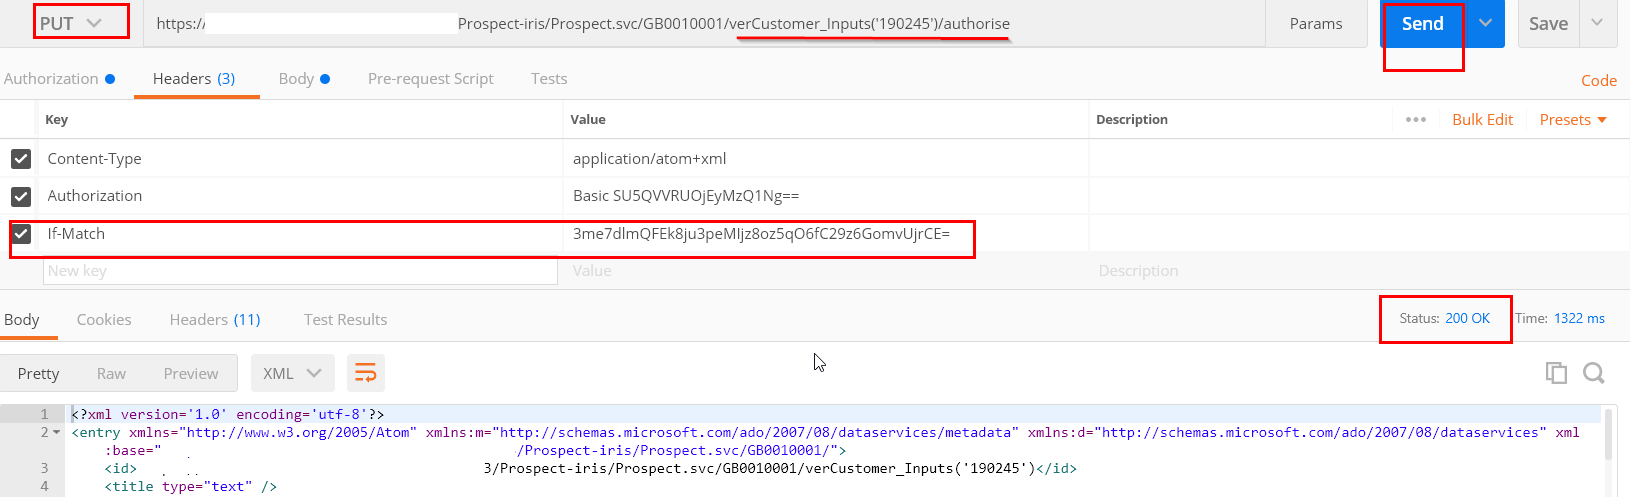 PUT https:// Prospect-iris/Prospect.svc/GB0010001/verCustomer_Inputs('190245')/authorise Params Send Save
Authorization Headers (3) Body Pre-request Script Tests Code
Key Value Description Bulk Edit Presets
Content-Type application/atom+xml
Authorization Basic SU5QVVRUOjEyMzQ1Ng==
If-Match 3me7dlmQFEk8ju3peMIjz8oz5qO6fC29z6GomvUjrCE=
New key Value Description
Body Cookies Headers (11) Test Results Status: 200 OK Time: 1322 ms
Pretty Raw Preview XML
1 <?xml version='1.0' encoding='utf-8'?>
2 <entry xmlns="http://www.w3.org/2005/Atom" xmlns:m="http://schemas.microsoft.com/ado/2007/08/dataservices/metadata" xmlns:d="http://schemas.microsoft.com/ado/2007/08/dataservices" xml
:base=" /Prospect-iris/Prospect.svc/GB0010001/">
3 <id> 3/Prospect-iris/Prospect.svc/GB0010001/verCustomer_Inputs('190245')</id>
4 <title type="text" />